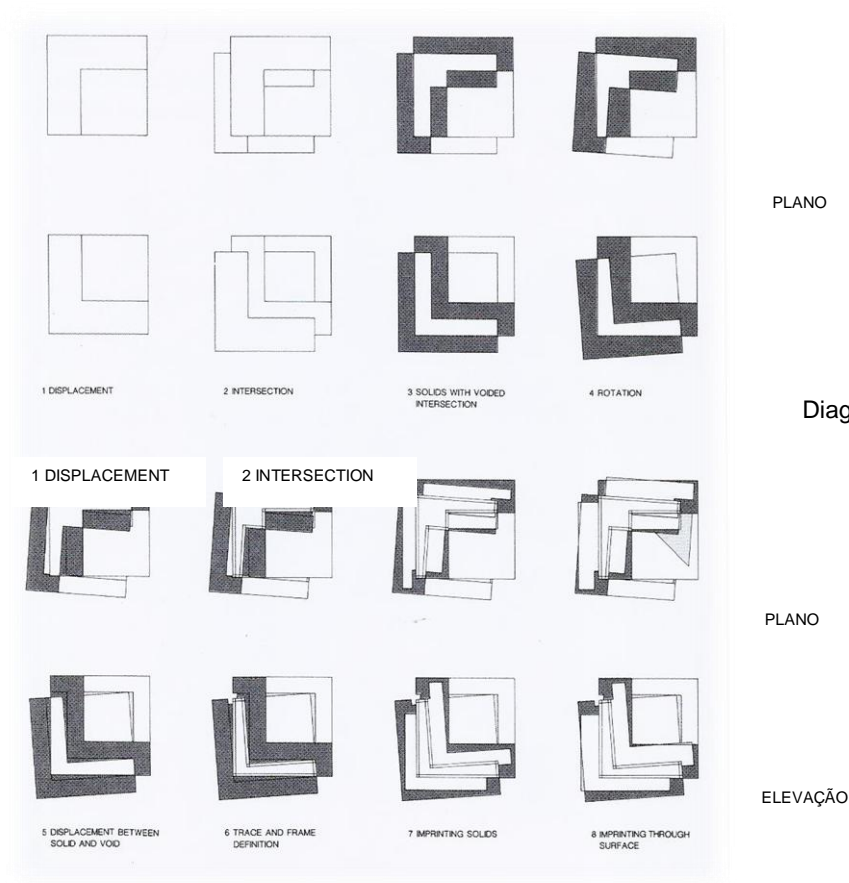 PLANO
1 DISPLACEMENT
2 INTERSECTION
3 SOLIDS WITH VOIDED
INTERSECTION
4 ROTATION
Diag
1 DISPLACEMENT
2 INTERSECTION
PLANO
ELEVAÇÃO
5 DISPLACEMENT BETWEEN
SOLID AND VOID
6 TRACE AND FRAME
DEFINITION
7 IMPRINTING SOLIDS
8 IMPRINTING THROUGH
SURFACE